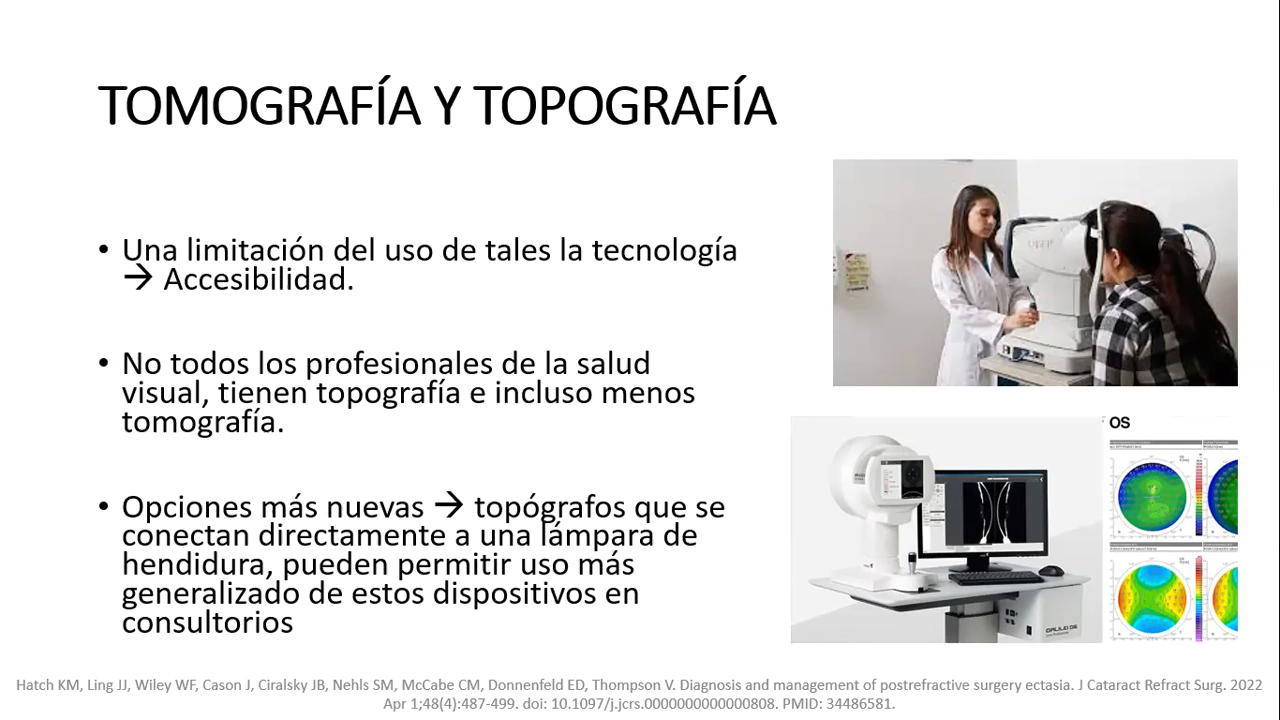 TOMOGRAFÍA Y TOPOGRAFÍA
• Una limitación del uso de tales la tecnología
→ Accesibilidad.
• No todos los profesionales de la salud
visual, tienen topografía e incluso menos
tomografía.
• Opciones más nuevas → topógrafos que se
conectan directamente a una lámpara de
hendidura, pueden permitir uso más
generalizado de estos dispositivos en
consultorios
OS
GALILEI G6
Hatch KM, Ling JJ, Wiley WF, Cason J, Ciralsky JB, Nehls SM, McCabe CM, Donnenfeld ED, Thompson V. Diagnosis and management of postrefractive surgery ectasia. J Cataract Refract Surg. 2022
Apr 1;48(4):487-499. doi: 10.1097/j.jcrs.0000000000000808. PMID: 34486581.